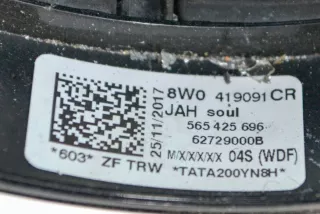 25/11/2017
8W0 419091 CR
JAH soul
565 425 696
62729000B
M/XXXXX 04S (WDF)
*603* ZF TRW *TATA200YN8H*